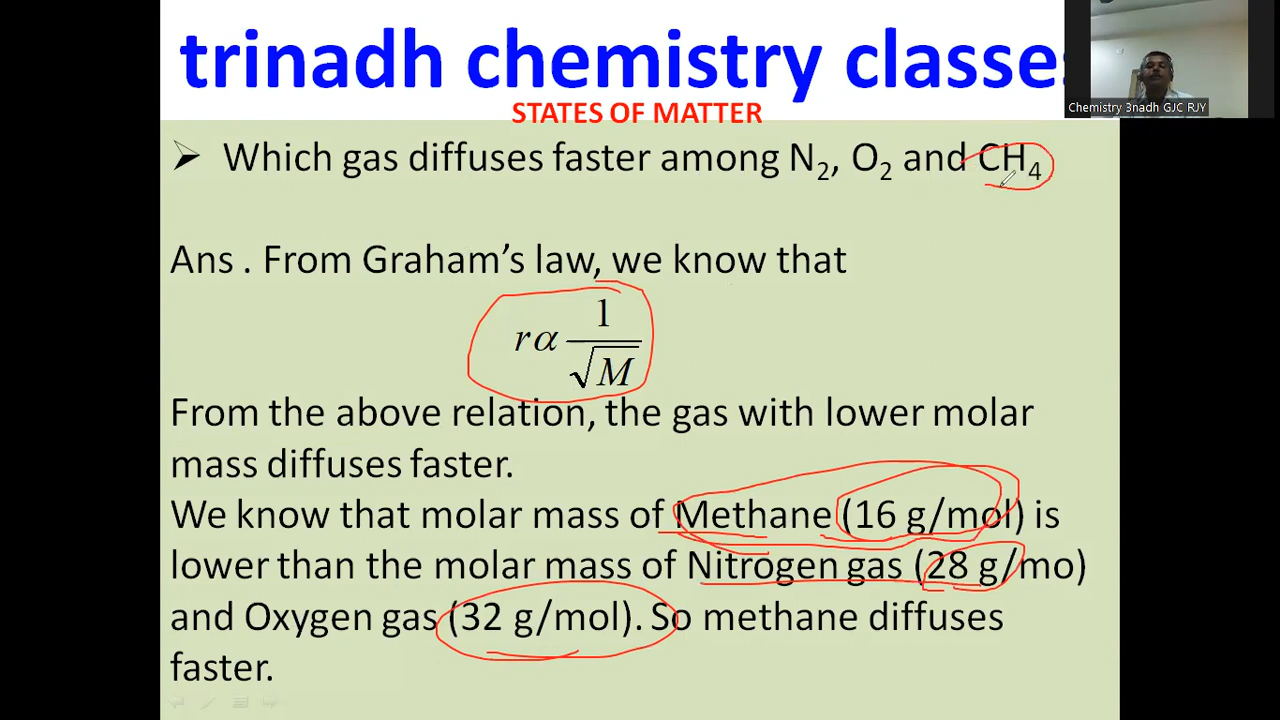 trinadh chemistry classes
Chemistry 3nadh GJC RJY
STATES OF MATTER
➢ Which gas diffuses faster among N₂, O₂ and CH₄
Ans . From Graham’s law, we know that
r α 1/√M
From the above relation, the gas with lower molar
mass diffuses faster.
We know that molar mass of Methane (16 g/mol) is
lower than the molar mass of Nitrogen gas (28 g/mo)
and Oxygen gas (32 g/mol). So methane diffuses
faster.